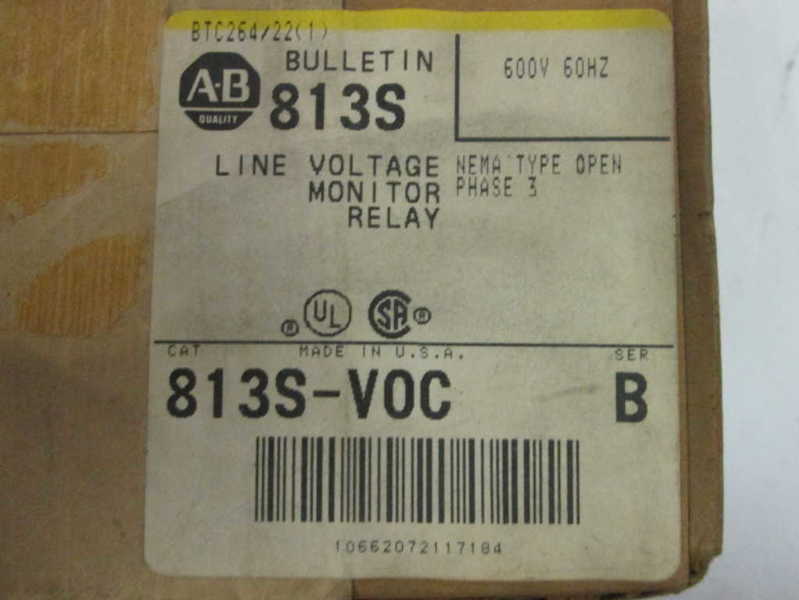 BTC264/22(1)
A-B
QUALITY
BULLETIN
813S
600V 60HZ
LINE VOLTAGE
MONITOR
RELAY
NEMA TYPE OPEN
PHASE 3
® UL SA ®
CAT
MADE IN U.S.A.
SER
813S-VOC
B
10662072117184